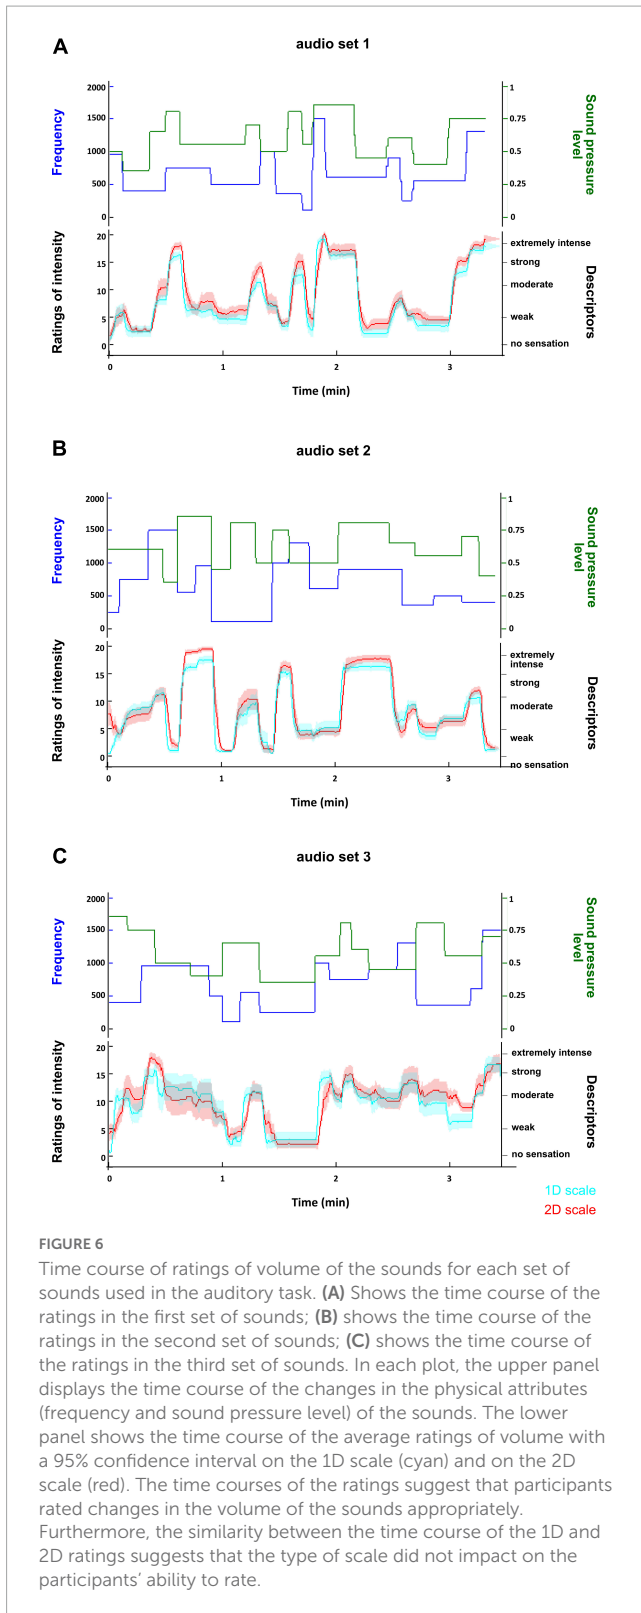 A
audio set 1
Frequency
2000
1500
1000
500
0
1
0.75
0.5
0.25
0
Sound pressure
level
Ratings of intensity
20
15
10
5
0
extremely intense
strong
moderate
weak
no sensation
Descriptors
0
1
2
3
Time (min)
B
audio set 2
Frequency
2000
1500
1000
500
0
1
0.75
0.5
0.25
0
Sound pressure
level
Ratings of intensity
20
15
10
5
0
extremely
intense
strong
moderate
weak
no sensation
Descriptors
0
1
2
3
Time (min)
C
audio set 3
Frequency
2000
1500
1000
500
0
1
0.75
0.5
0.25
0
Sound pressure
level
Ratings of intensity
20
15
10
5
0
extremely intense
strong
moderate
weak
no sensation
Descriptors
0
1
2
3
Time (min)
1D scale
2D scale
FIGURE 6
Time course of ratings of volume of the sounds for each set of
sounds used in the auditory task. (A) Shows the time course of the
ratings in the first set of sounds; (B) shows the time course of the
ratings in the second set of sounds; (C) shows the time course of
the ratings in the third set of sounds. In each plot, the upper panel
displays the time course of the changes in the physical attributes
(frequency and sound pressure level) of the sounds. The lower
panel shows the time course of the average ratings of volume with
a 95% confidence interval on the 1D scale (cyan) and on the 2D
scale (red). The time courses of the ratings suggest that participants
rated changes in the volume of the sounds appropriately.
Furthermore, the similarity between the time course of the 1D and
2D ratings suggests that the type of scale did not impact on the
participants' ability to rate.